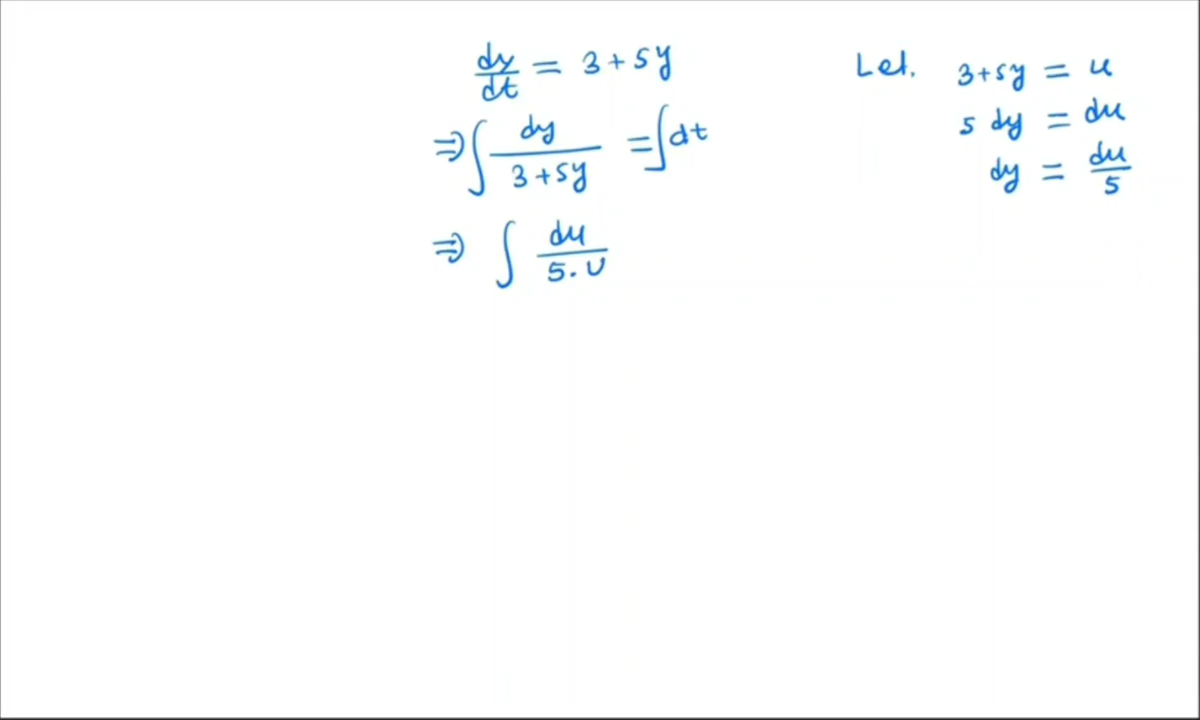 dy/dt = 3 + 5y
⇒ ∫ dy/(3 + 5y) = ∫ dt
⇒ ∫ du/(5.u)
Let. 3+5y = u
5 dy = du
dy = du/5